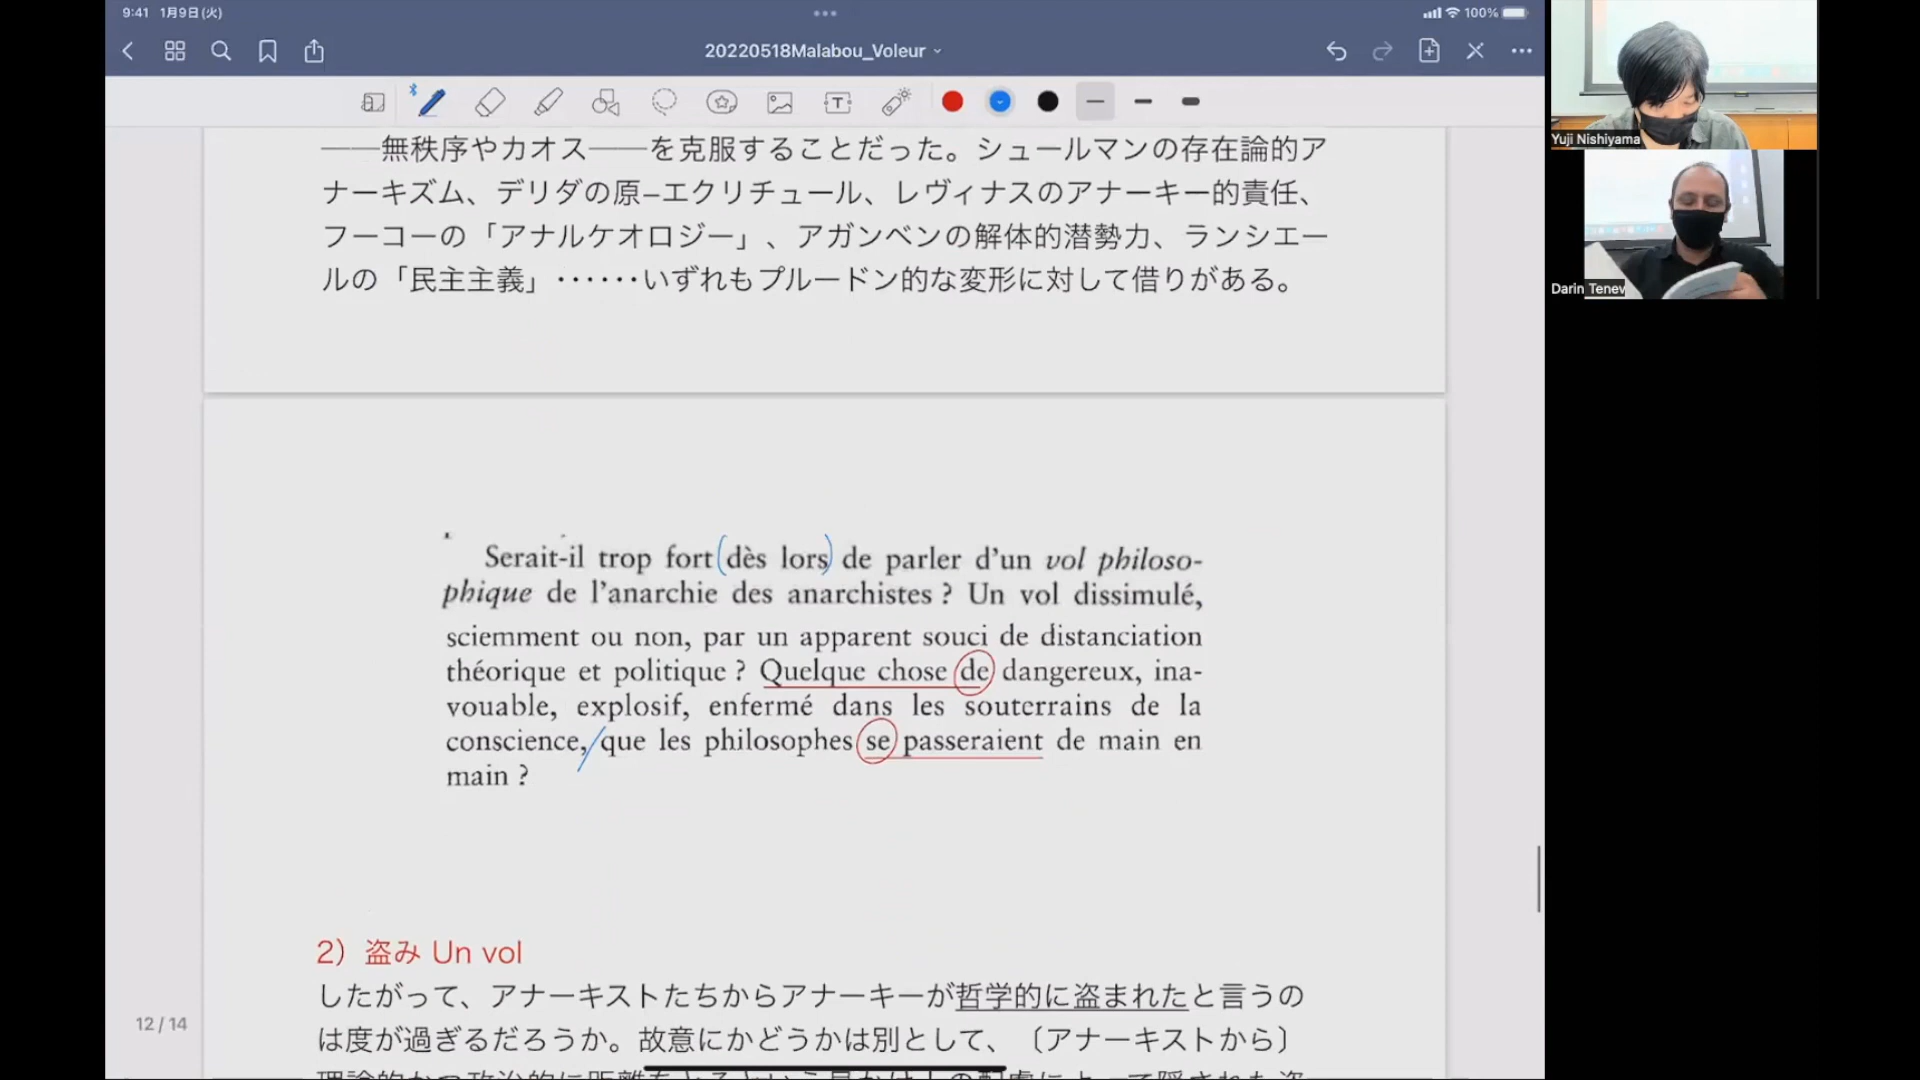 9:41 1月9日(火)
100%
20220518Malabou_Voleur
――無秩序やカオス――を克服することだった。シュールマンの存在論的ア
ナーキズム、デリダの原–エクリチュール、レヴィナスのアナーキー的責任、
フーコーの「アナルケオロジー」、アガンベンの解体的潜勢力、ランシエー
ルの「民主主義」……いずれもプルードン的な変形に対して借りがある。
Serait-il trop fort (dès lors) de parler d'un vol philoso-
phique de l'anarchie des anarchistes ? Un vol dissimulé,
sciemment ou non, par un apparent souci de distanciation
théorique et politique ? Quelque chose de dangereux, ina-
vouable, explosif, enfermé dans les souterrains de la
conscience, que les philosophes se passeraient de main en
main ?
2）盗み Un vol
したがって、アナーキストたちからアナーキーが哲学的に盗まれたと言うの
は度が過ぎるだろうか。故意にかどうかは別として、〔アナーキストから〕
12 / 14
Yuji Nishiyama
Darin Tenev